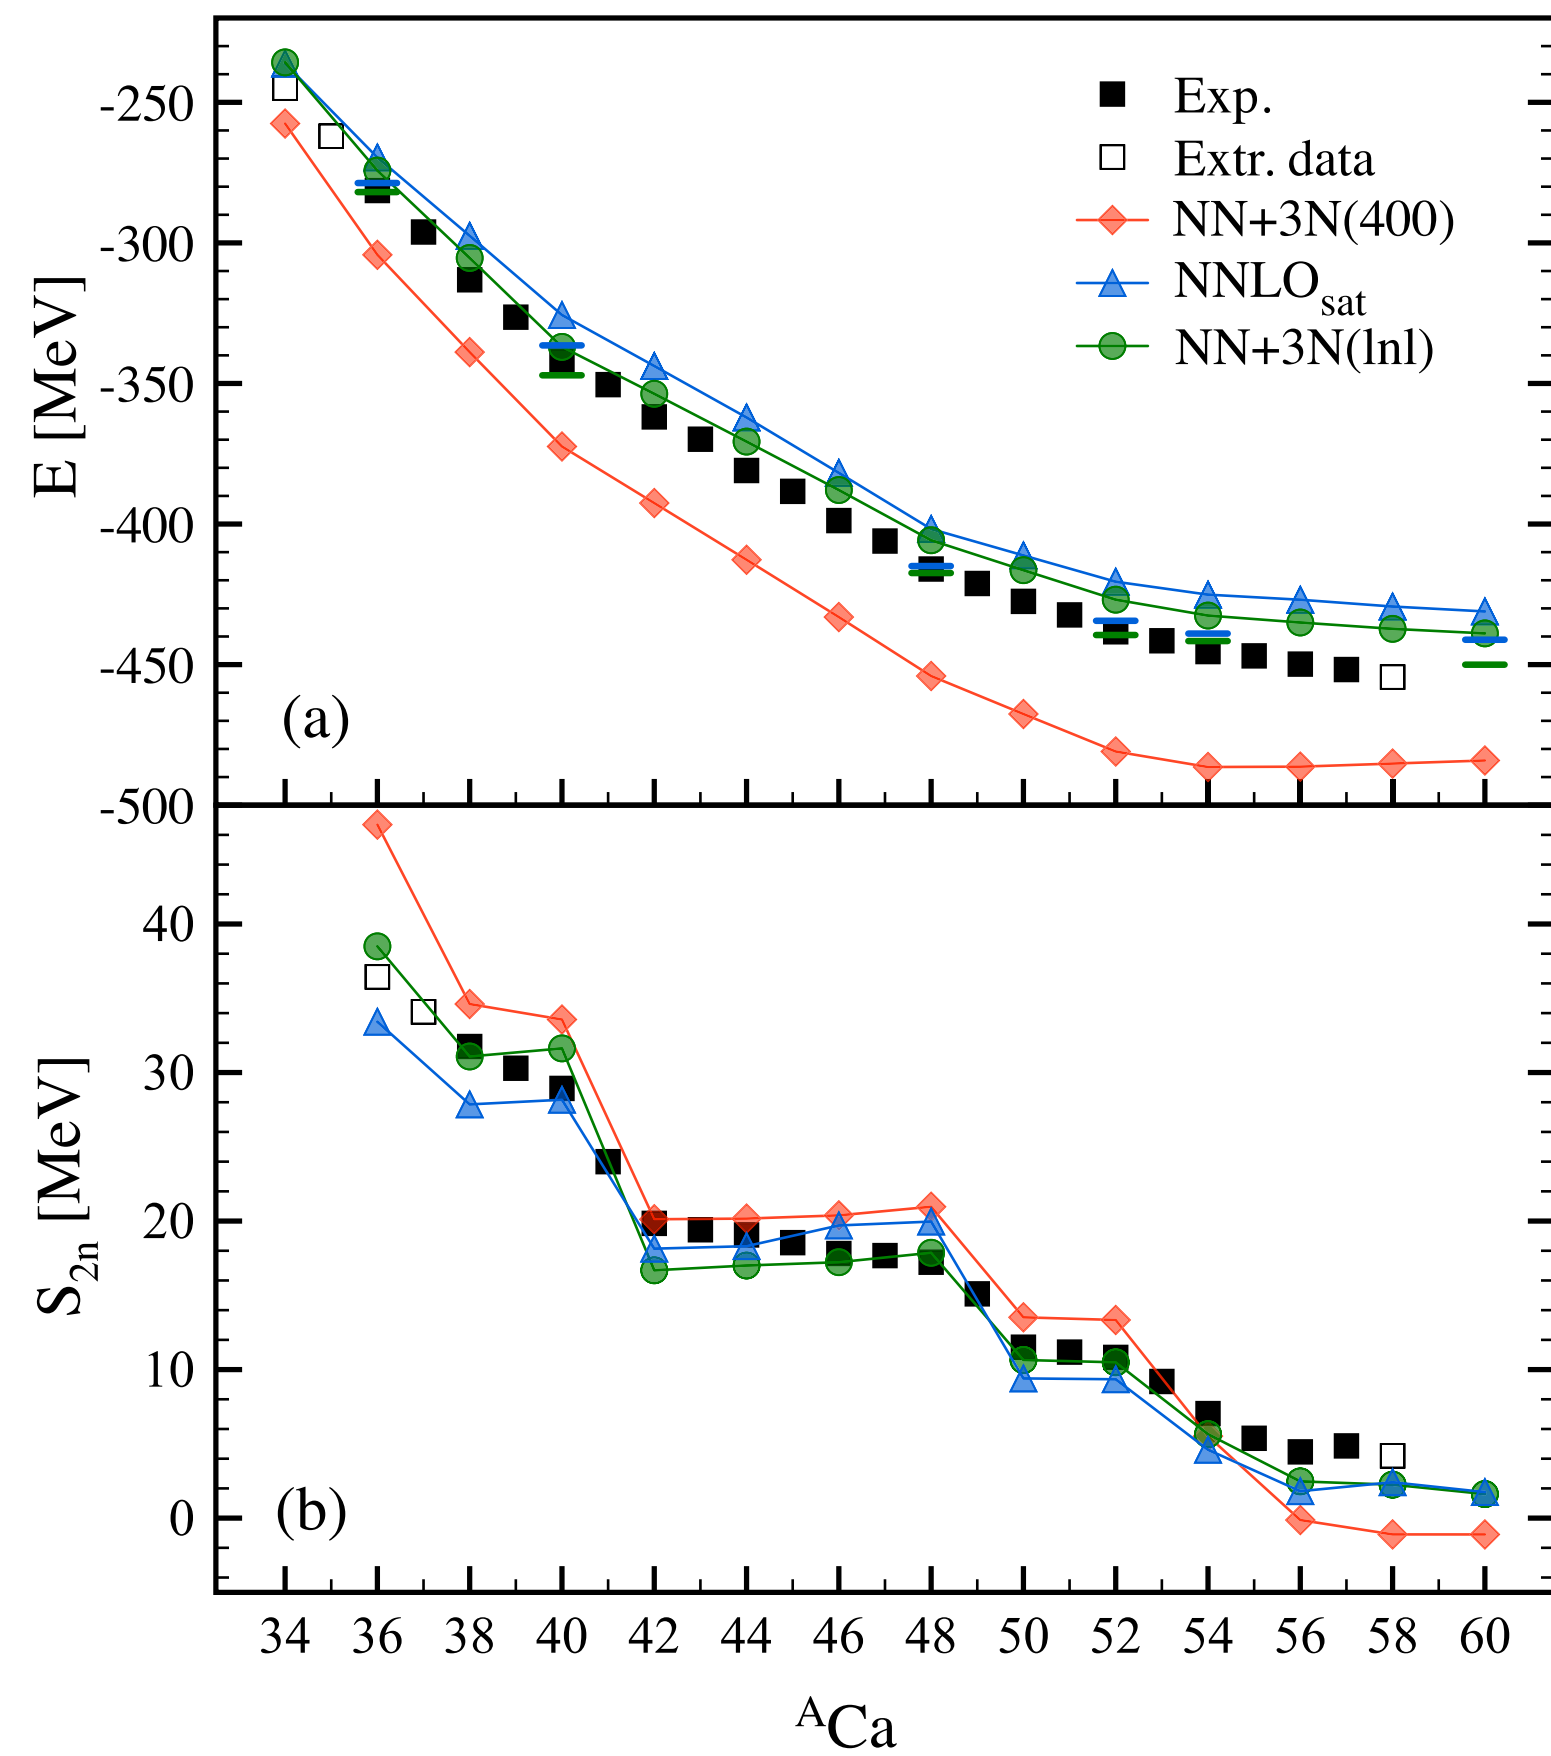 -250
-300
-350
-400
-450
-500
E [MeV]
Exp.
Extr. data
NN+3N(400)
NNLOsat
NN+3N(lnl)
(a)
40
30
20
10
0
S2n [MeV]
(b)
34 36 38 40 42 44 46 48 50 52 54 56 58 60
ACa